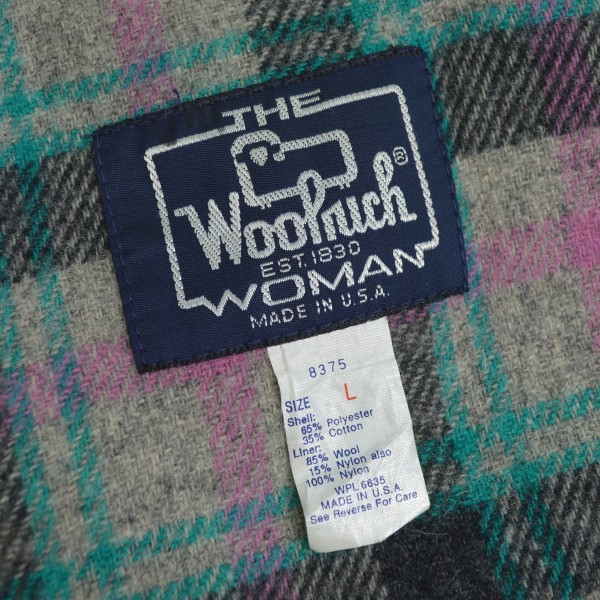 THE
Woolrich®
EST. 1830
WOMAN
MADE IN U.S.A.
8375
SIZE L
Shell:
65% Polyester
35% Cotton
Liner:
85% Wool
15% Nylon also
100% Nylon
WPL 6635
MADE IN U.S.A.
See Reverse For Care